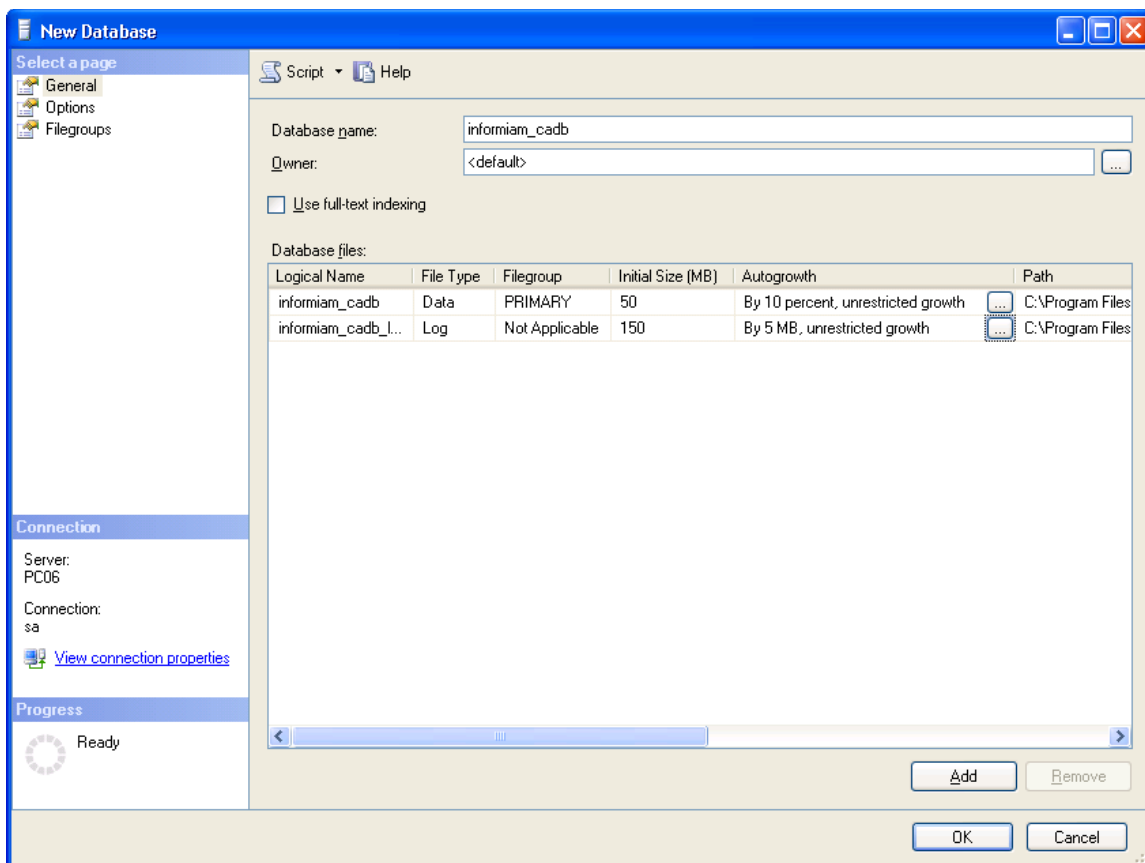 New Database
Select a page
General
Options
Filegroups
Script Help
Database name: informiam_cadb
Owner: <default>
...
Use full-text indexing
Database files:
Logical Name File Type Filegroup Initial Size (MB) Autogrowth Path
informiam_cadb Data PRIMARY 50 By 10 percent, unrestricted growth ... C:\Program Files
informiam_cadb_l... Log Not Applicable 150 By 5 MB, unrestricted growth ... C:\Program Files
Connection
Server:
PC06
Connection:
sa
View connection properties
Progress
Ready
Add Remove
OK Cancel